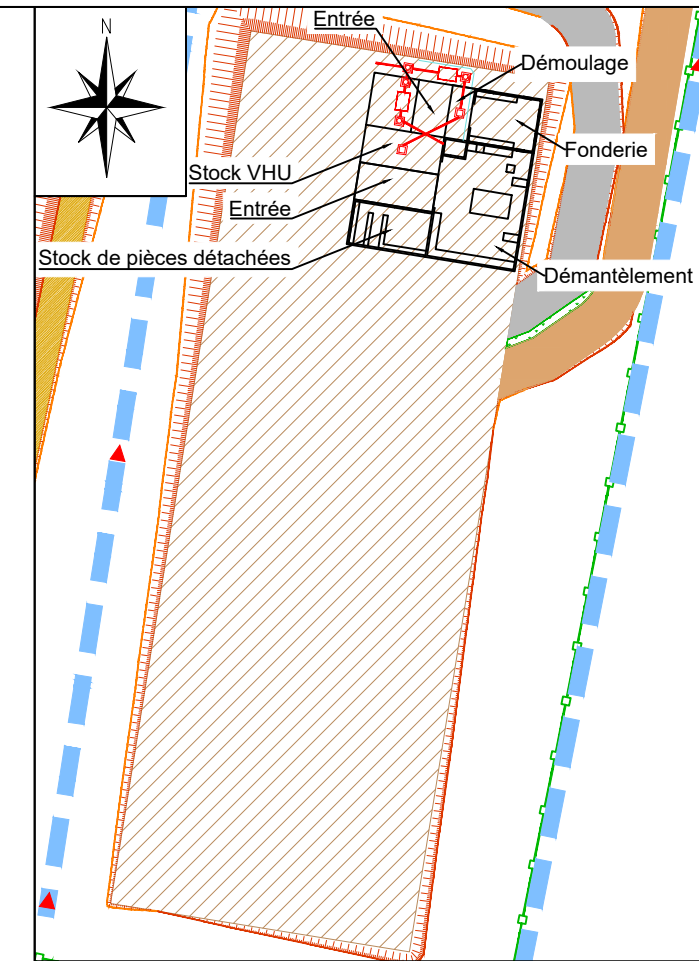 N
Entrée
Démoulage
Fonderie
Stock VHU
Entrée
Stock de pièces détachées
Démantèlement